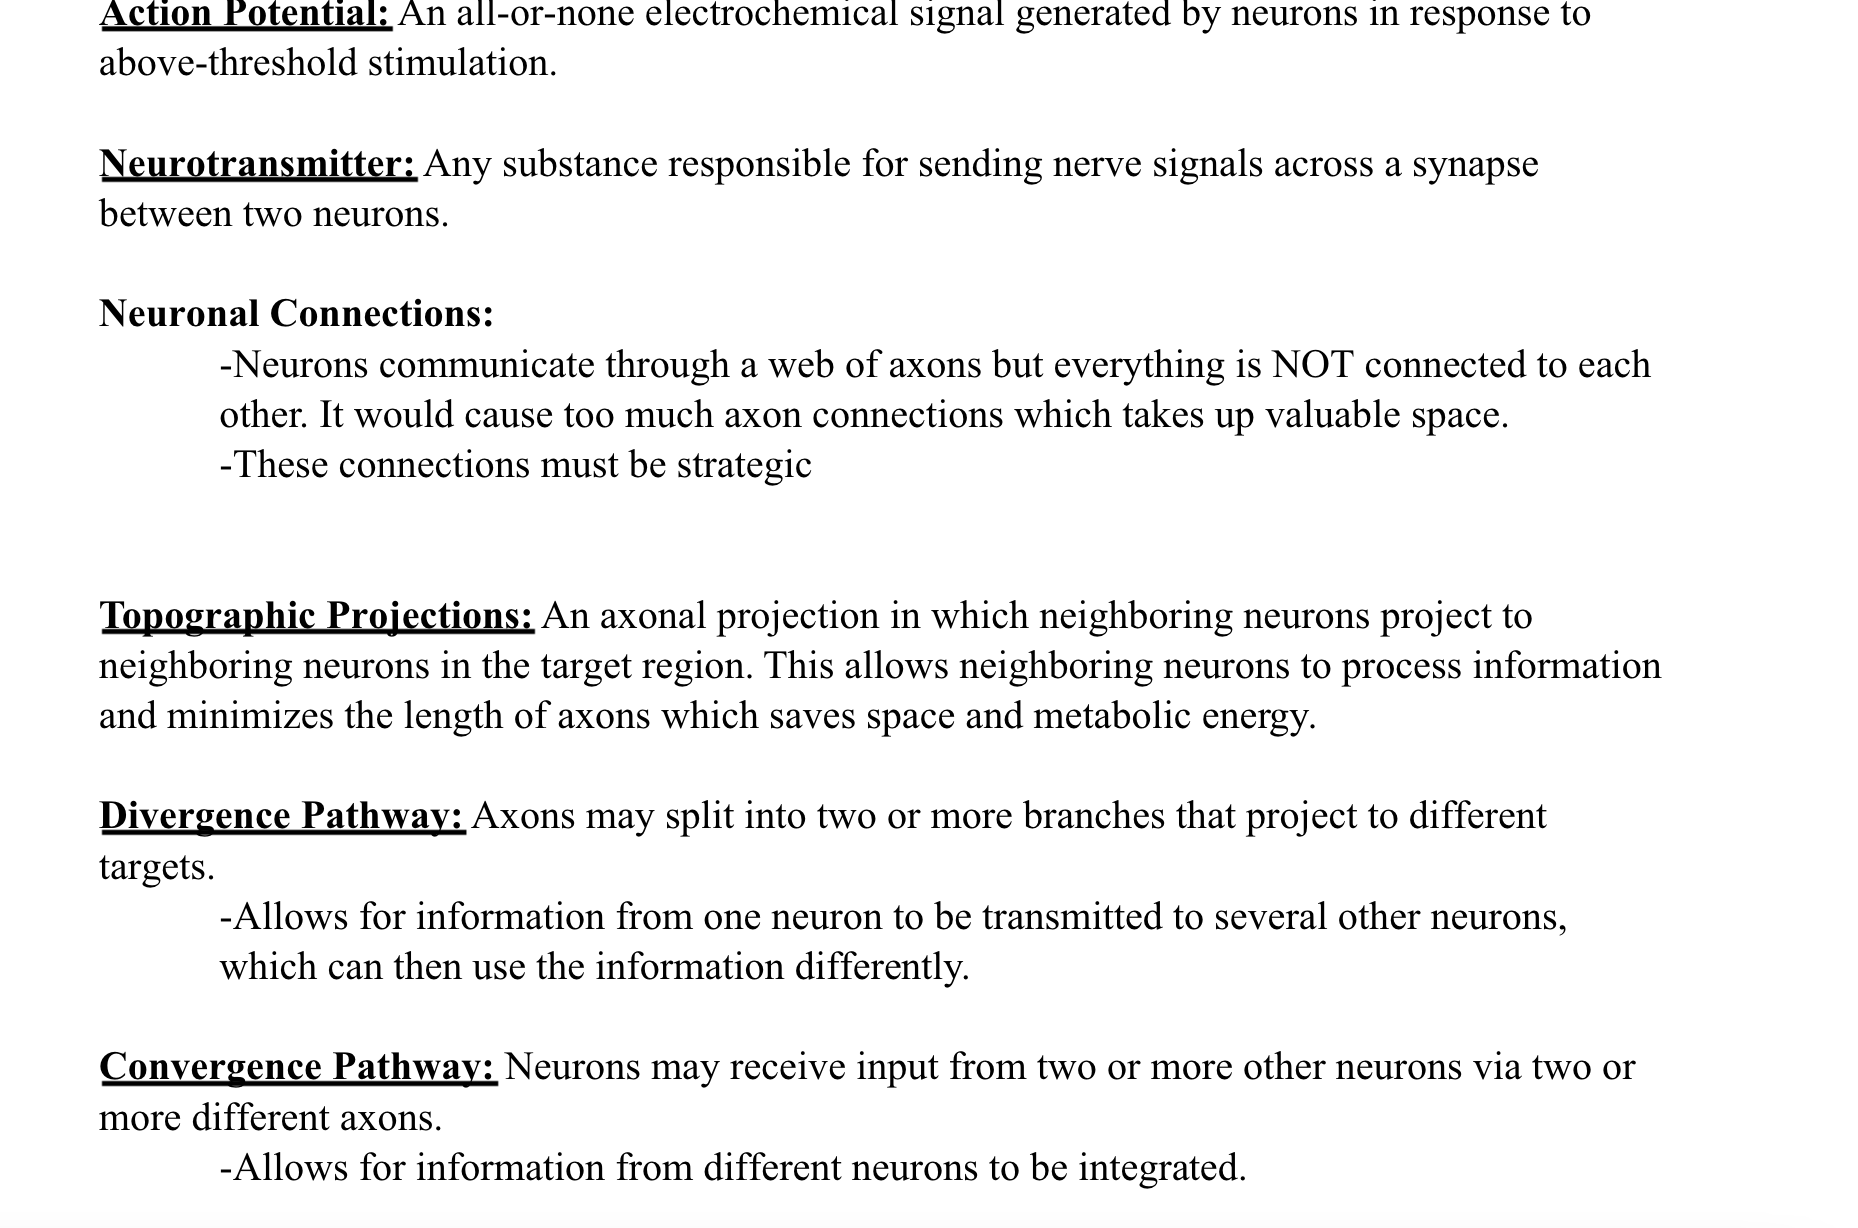 Action Potential: An all-or-none electrochemical signal generated by neurons in response to
above-threshold stimulation.
Neurotransmitter: Any substance responsible for sending nerve signals across a synapse
between two neurons.
Neuronal Connections:
-Neurons communicate through a web of axons but everything is NOT connected to each
other. It would cause too much axon connections which takes up valuable space.
-These connections must be strategic
Topographic Projections: An axonal projection in which neighboring neurons project to
neighboring neurons in the target region. This allows neighboring neurons to process information
and minimizes the length of axons which saves space and metabolic energy.
Divergence Pathway: Axons may split into two or more branches that project to different
targets.
-Allows for information from one neuron to be transmitted to several other neurons,
which can then use the information differently.
Convergence Pathway: Neurons may receive input from two or more other neurons via two or
more different axons.
-Allows for information from different neurons to be integrated.